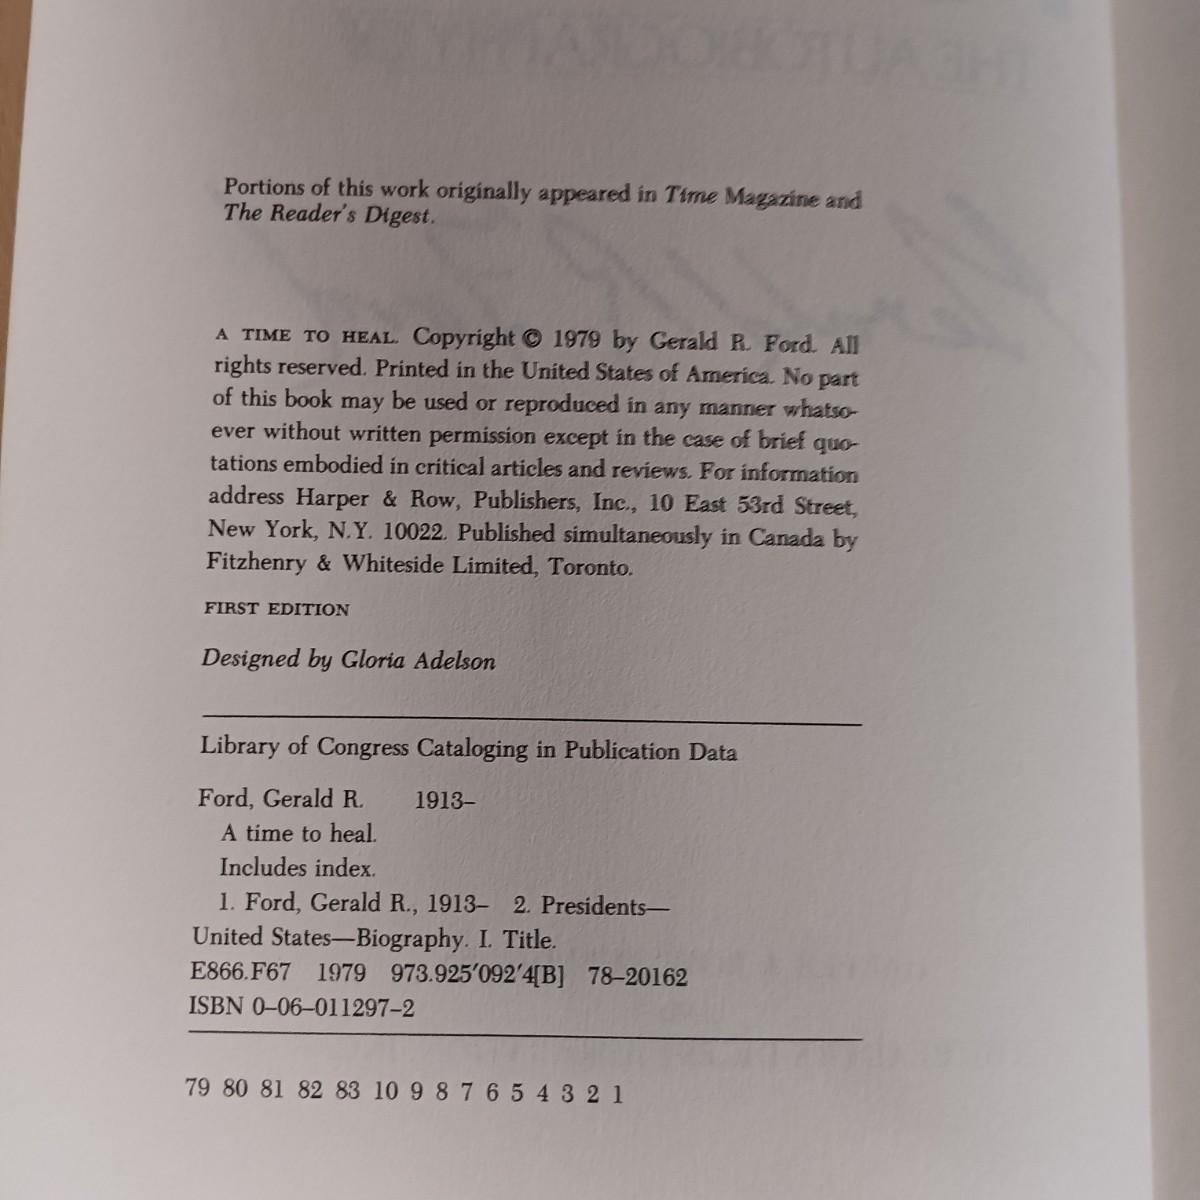 Portions of this work originally appeared in Time Magazine and
The Reader's Digest.
A TIME TO HEAL. Copyright © 1979 by Gerald R. Ford. All
rights reserved. Printed in the United States of America. No part
of this book may be used or reproduced in any manner whatso-
ever without written permission except in the case of brief quo-
tations embodied in critical articles and reviews. For information
address Harper & Row, Publishers, Inc., 10 East 53rd Street,
New York, N.Y. 10022. Published simultaneously in Canada by
Fitzhenry & Whiteside Limited, Toronto.
FIRST EDITION
Designed by Gloria Adelson
Library of Congress Cataloging in Publication Data
Ford, Gerald R. 1913–
A time to heal.
Includes index.
1. Ford, Gerald R., 1913– 2. Presidents—
United States—Biography. I. Title.
E866.F67 1979 973.925'092'4[B] 78–20162
ISBN 0–06–011297–2
79 80 81 82 83 10 9 8 7 6 5 4 3 2 1